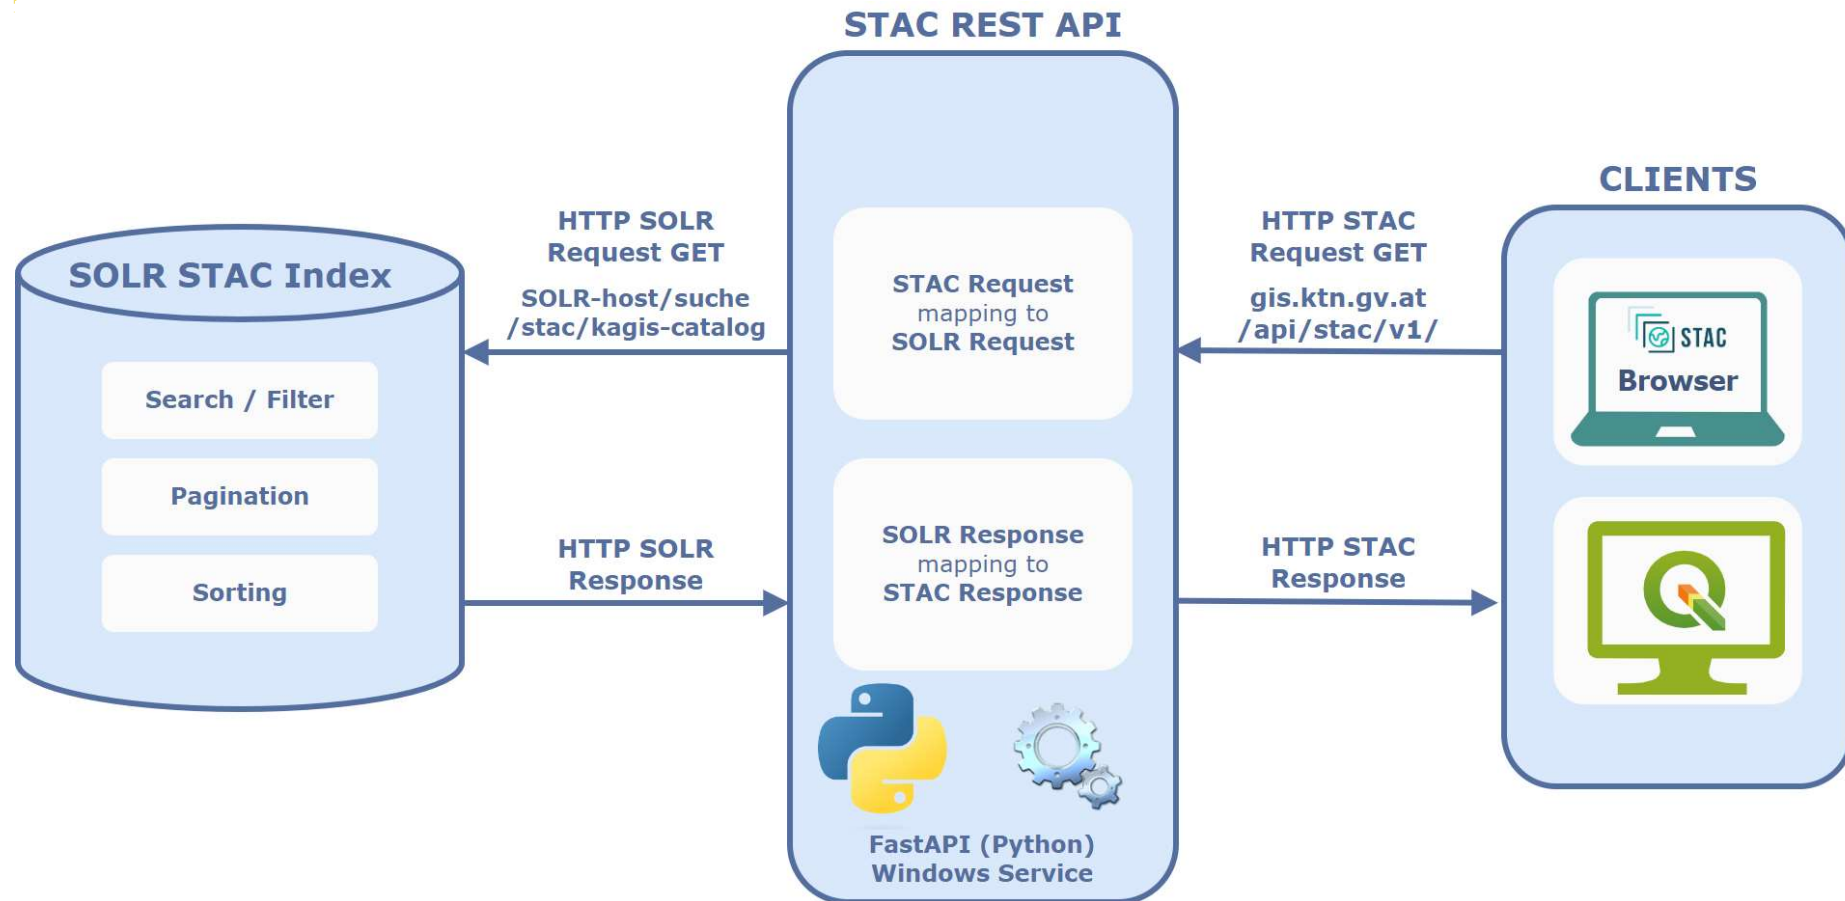 STAC REST API
CLIENTS
HTTP SOLR
Request GET
SOLR-host/suche
/stac/kagis-catalog
HTTP STAC
Request GET
gis.ktn.gv.at
/api/stac/v1/
SOLR STAC Index
Search / Filter
Pagination
Sorting
STAC Request
mapping to
SOLR Request
STAC
Browser
HTTP SOLR
Response
SOLR Response
mapping to
STAC Response
HTTP STAC
Response
FastAPI (Python)
Windows Service